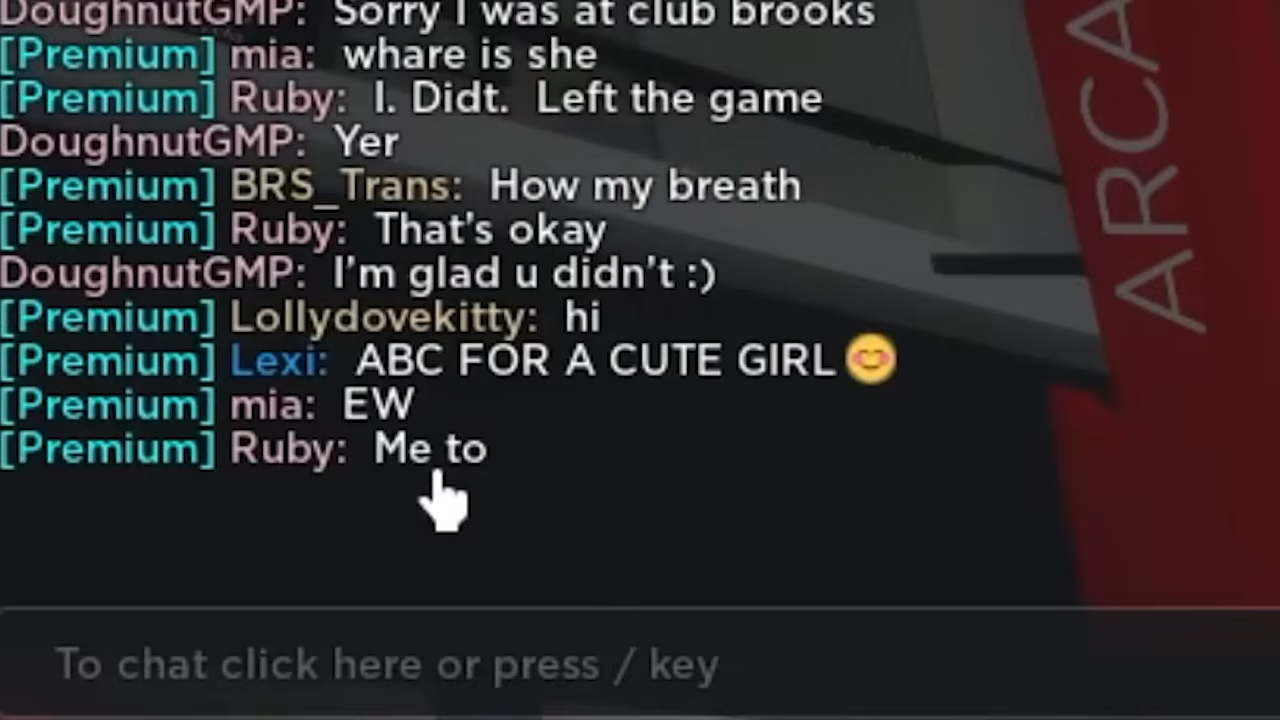 DoughnutGMP: Sorry I was at club brooks
[Premium] mia: whare is she
[Premium] Ruby: I. Didt. Left the game
DoughnutGMP: Yer
[Premium] BRS_Trans: How my breath
[Premium] Ruby: That's okay
DoughnutGMP: I'm glad u didn't :)
[Premium] Lollydovekitty: hi
[Premium] Lexi: ABC FOR A CUTE GIRL😊
[Premium] mia: EW
[Premium] Ruby: Me to
To chat click here or press / key
ARCA